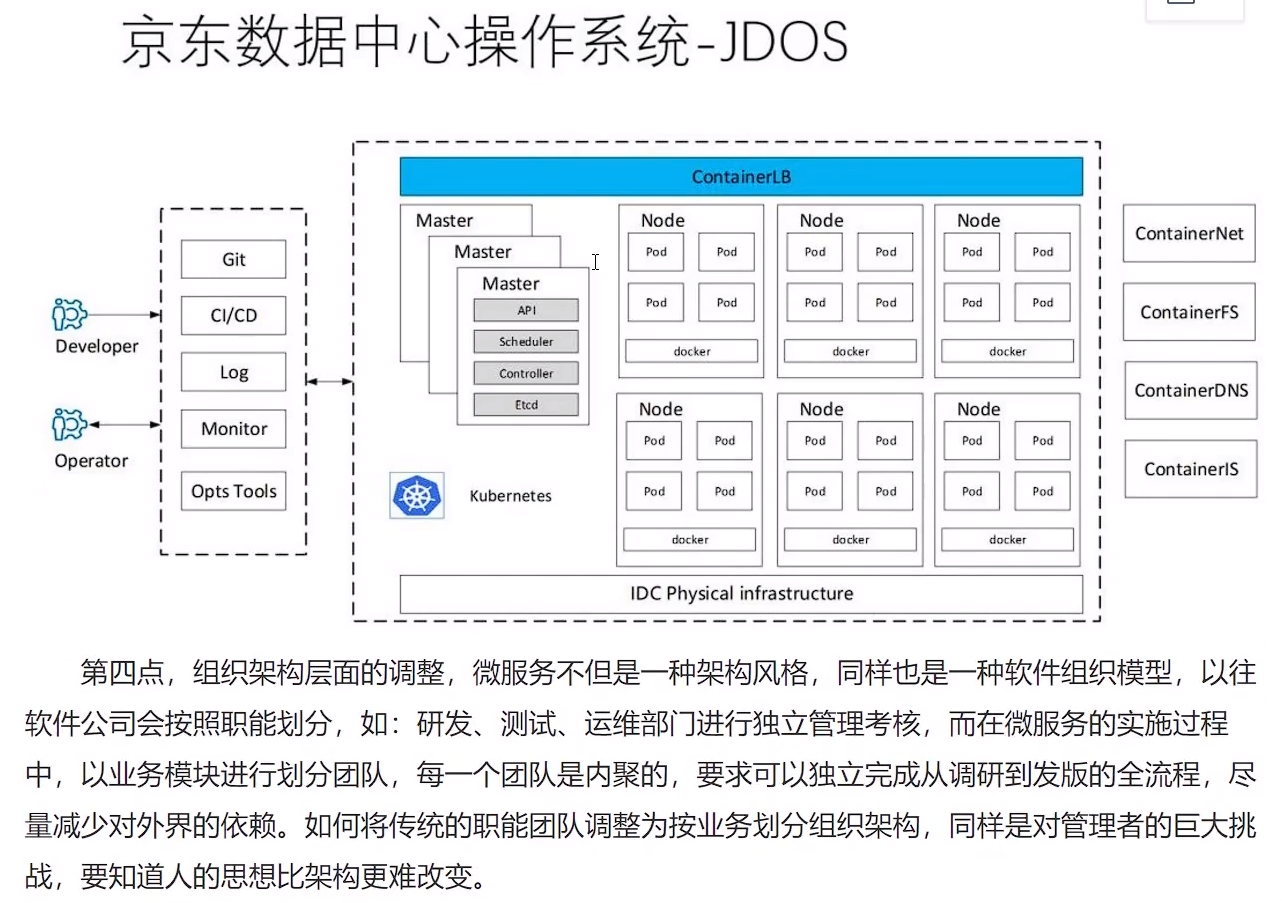 京东数据中心操作系统-JDOS
ContainerLB
Git
CI/CD
Log
Monitor
Opts Tools
Developer
Operator
Master
Master
Master
API
Scheduler
Controller
Etcd
Kubernetes
Node
Pod
Pod
Pod
Pod
docker
Node
Pod
Pod
Pod
Pod
docker
Node
Pod
Pod
Pod
Pod
docker
Node
Pod
Pod
Pod
Pod
docker
Node
Pod
Pod
Pod
Pod
docker
Node
Pod
Pod
Pod
Pod
docker
IDC Physical infrastructure
ContainerNet
ContainerFS
ContainerDNS
ContainerIS
第四点，组织架构层面的调整，微服务不但是一种架构风格，同样也是一种软件组织模型，以往
软件公司会按照职能划分，如：研发、测试、运维部门进行独立管理考核，而在微服务的实施过程
中，以业务模块进行划分团队，每一个团队是内聚的，要求可以独立完成从调研到发版的全流程，尽
量减少对外界的依赖。如何将传统的职能团队调整为按业务划分组织架构，同样是对管理者的巨大挑
战，要知道人的思想比架构更难改变。